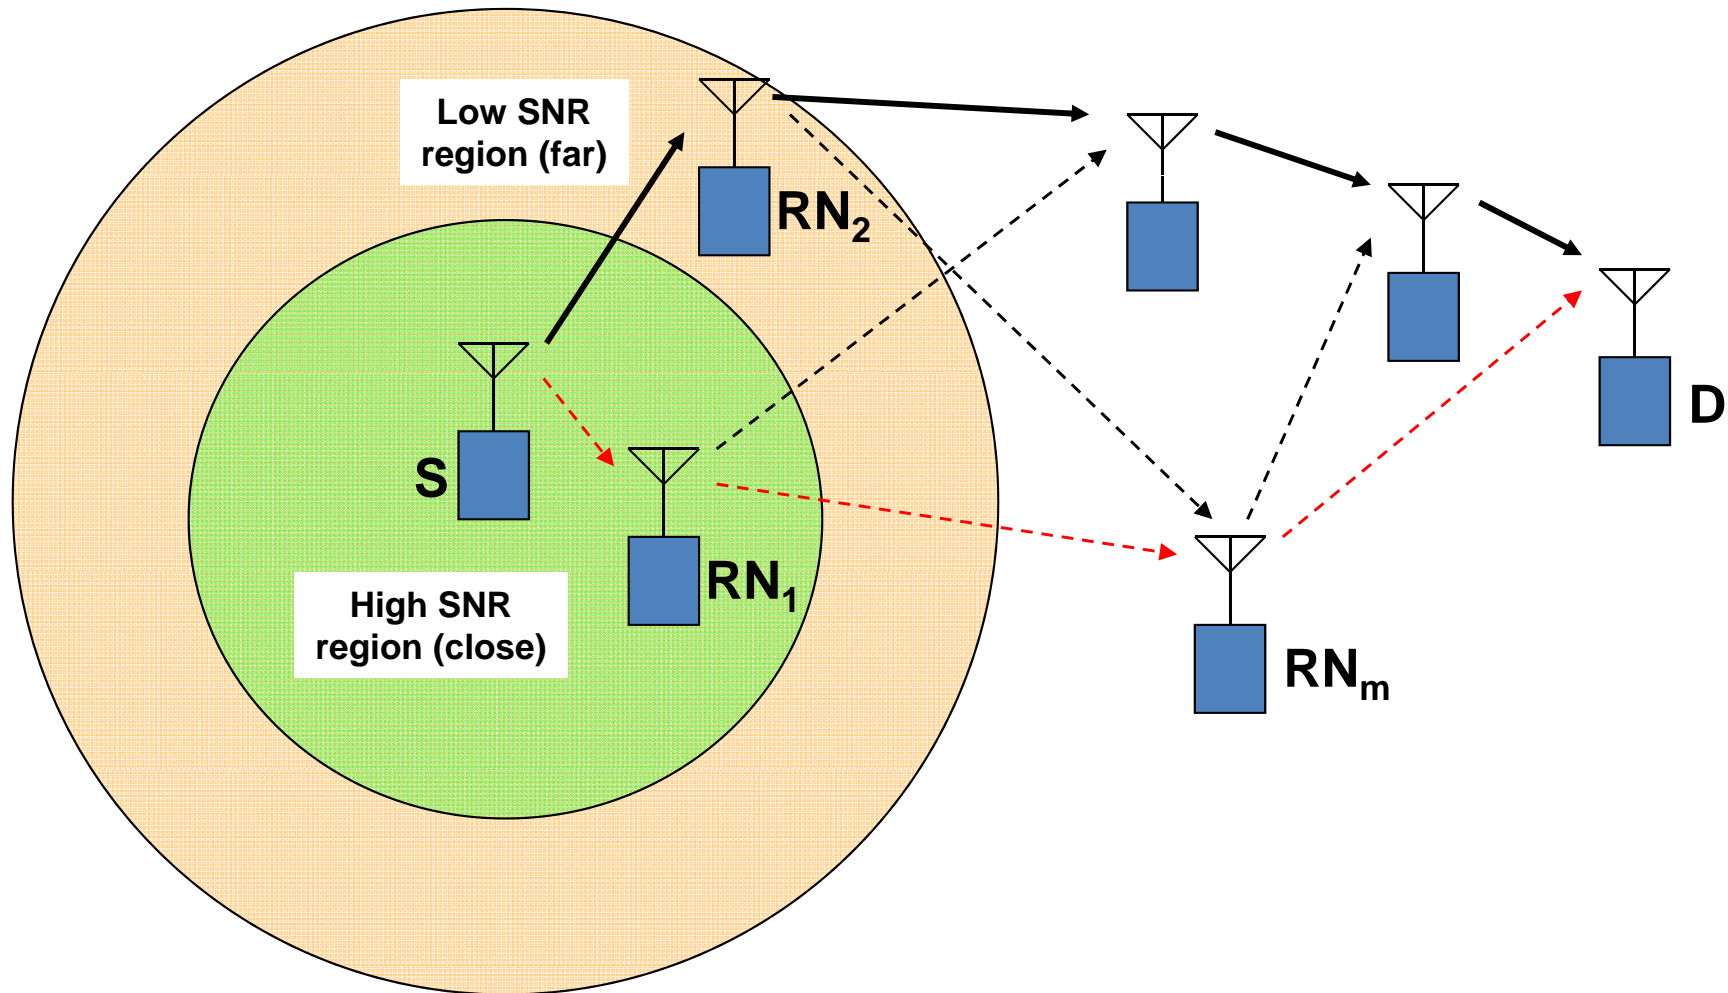 Low SNR
region (far)
RN₂
S
D
RN₁
High SNR
region (close)
RNₘ